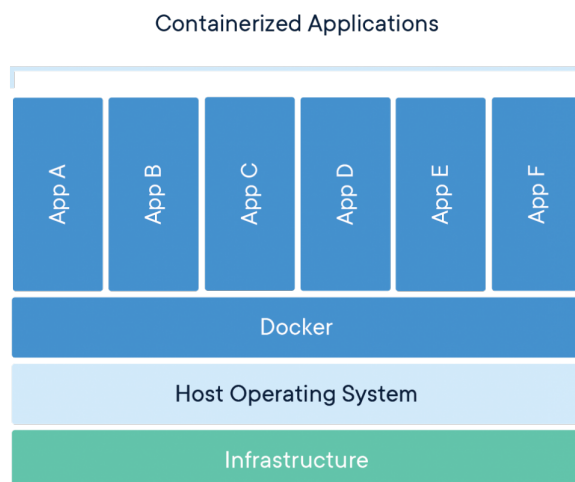 Containerized Applications
App A
App B
App C
App D
App E
App F
Docker
Host Operating System
Infrastructure